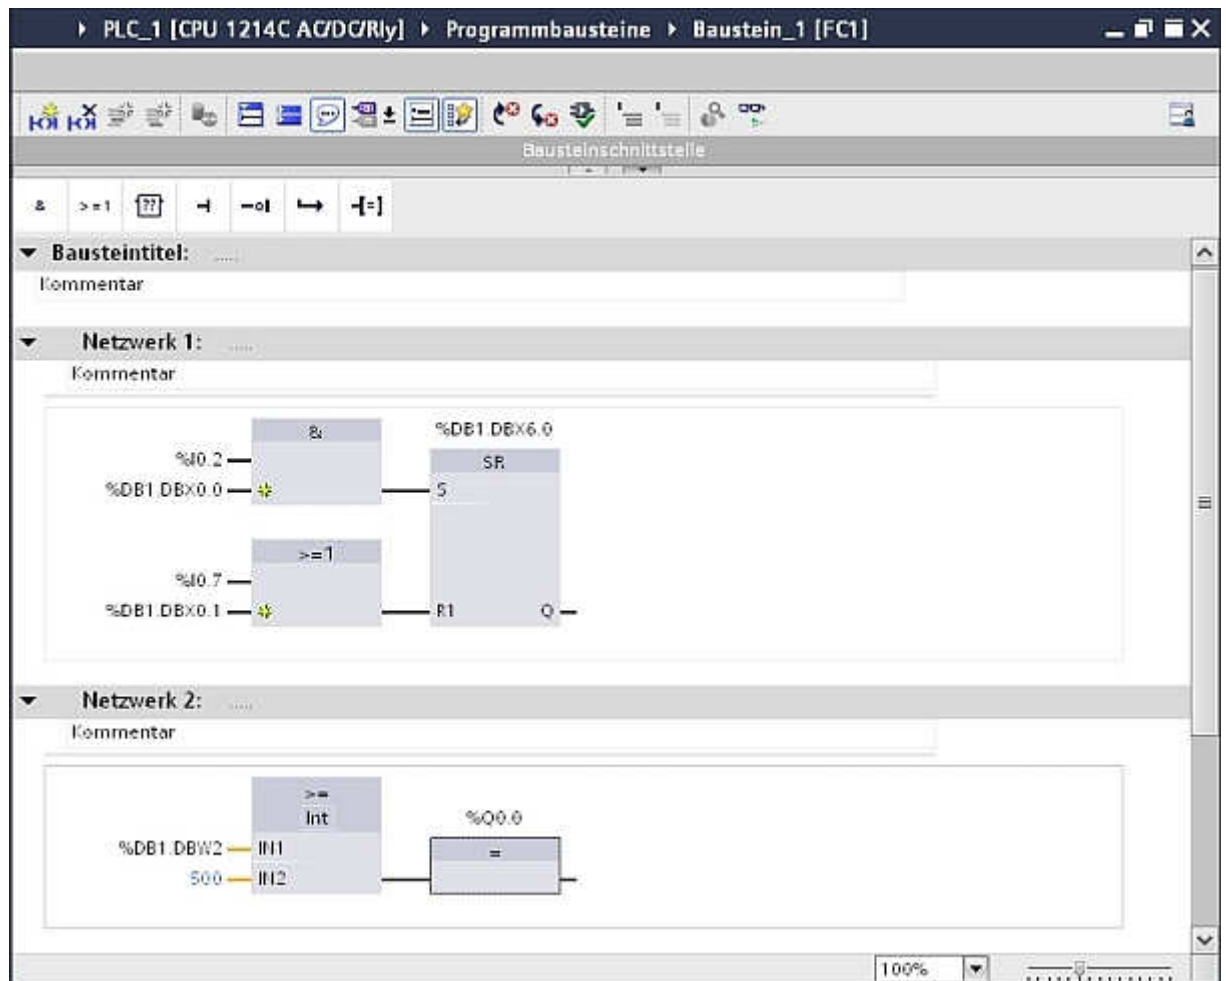 PLC_1 [CPU 1214C AC/DC/Rly] Programmbausteine Baustein_1 [FC1]
Bausteinschnittstelle
& >=1 ?? -[=]
Bausteintitel: .....
Kommentar
Netzwerk 1: .....
Kommentar
& %DB1.DBX6.0
%I0.2 SR
%DB1.DBX0.0 S
>=1
%I0.7
%DB1.DBX0.1 R1 Q
Netzwerk 2: .....
Kommentar
>=
Int %Q0.0
%DB1.DBW2 IN1 =
500 IN2
100%